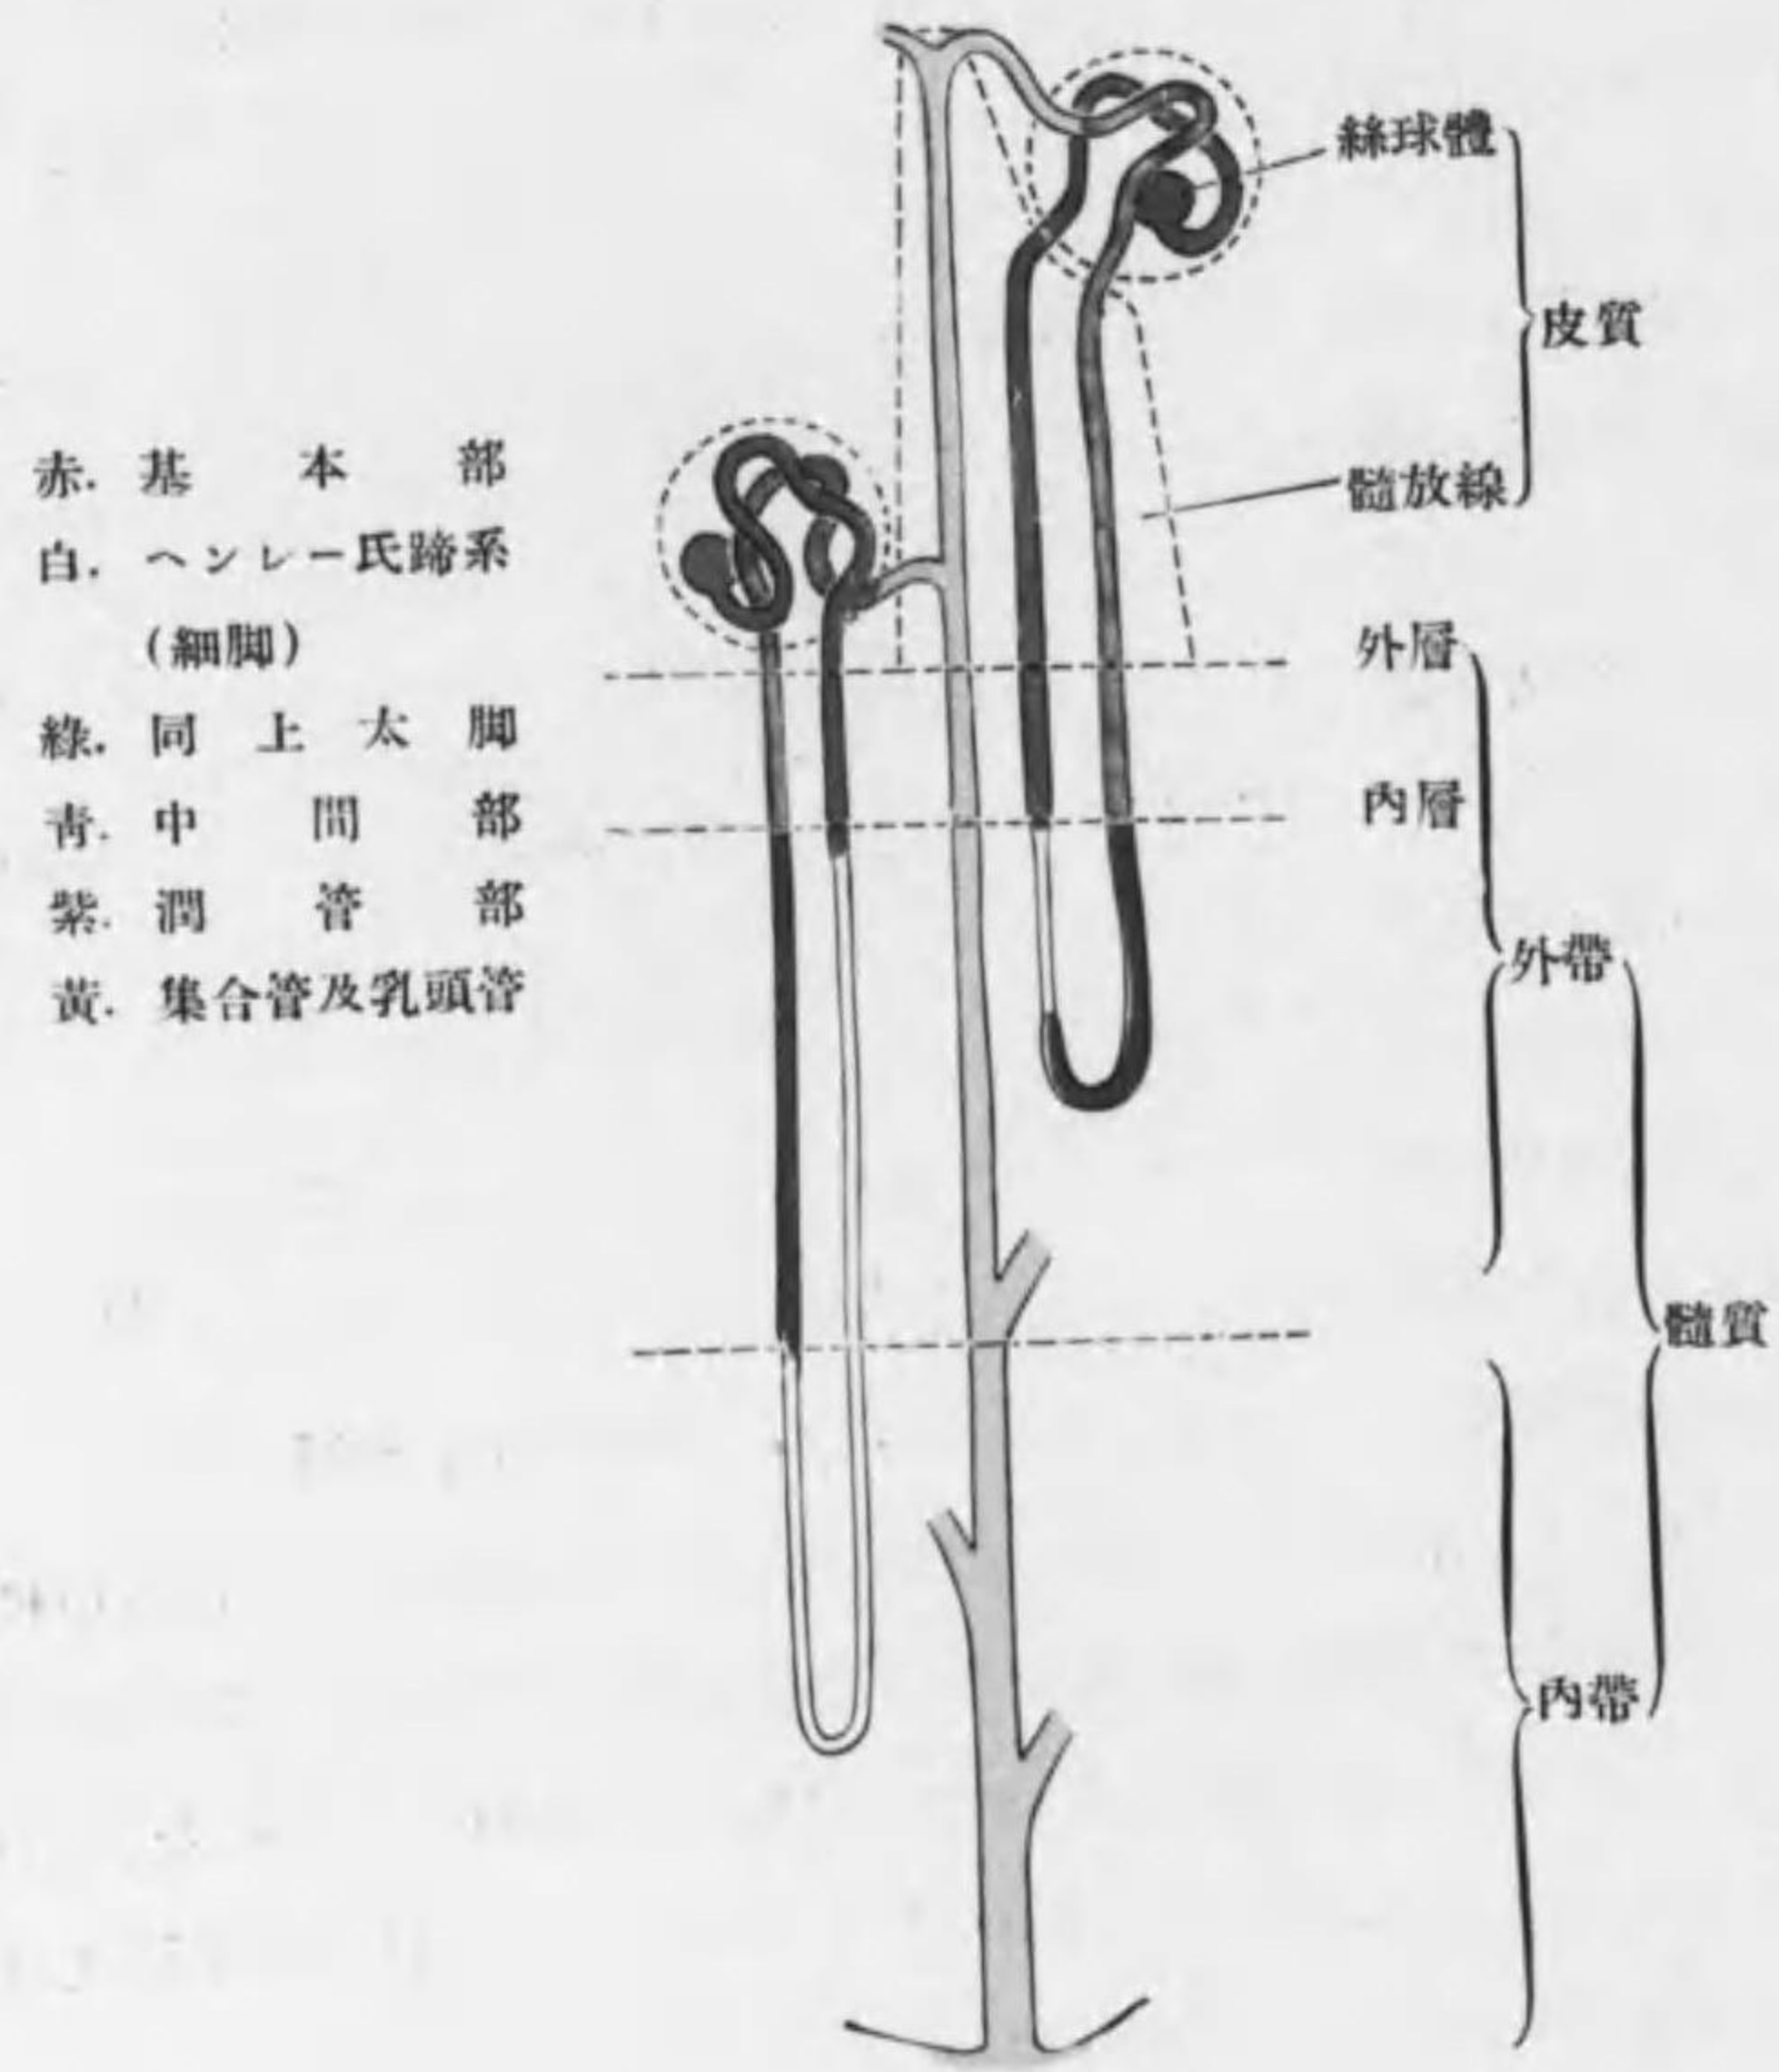 赤. 基本部
白. ヘンレー氏蹄系
(細脚)
綠. 同上太脚
靑. 中間部
紫. 潤管部
黃. 集合管及乳頭管
絲球體
皮質
髓放線
外層
內層
外帶
髓質
內帶